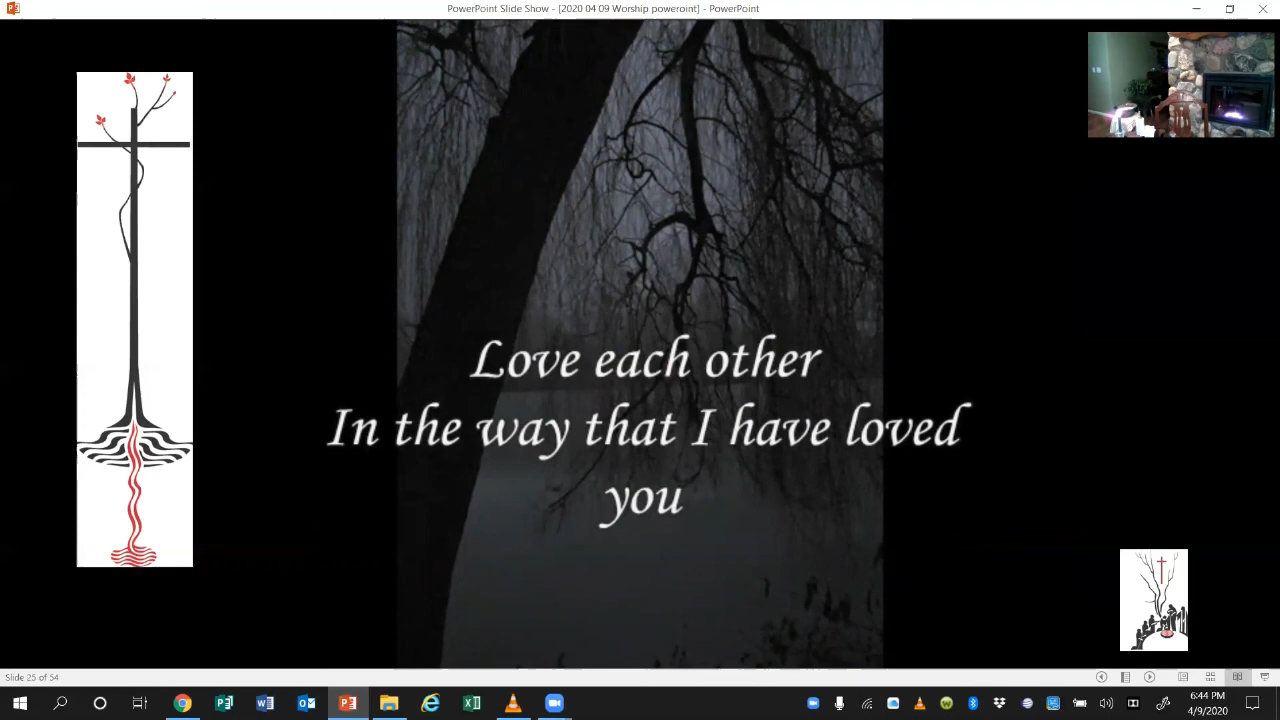 PowerPoint Slide Show - [2020 04 09 Worship poweroint] - PowerPoint
Love each other
In the way that I have loved
you
Slide 25 of 54
6:44 PM
4/9/2020